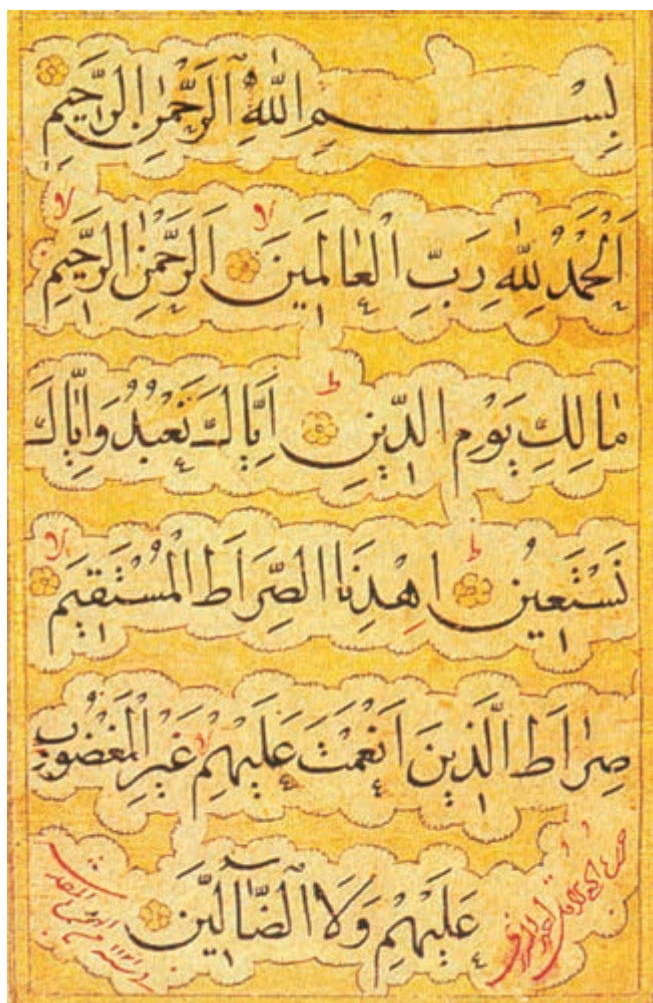 بِسْمِ اللّٰهِ الرَّحْمٰنِ الرَّحِيمِ
اَلْحَمْدُ لِلّٰهِ رَبِّ الْعَالَمِينَ اَلرَّحْمٰنِ الرَّحِيمِ
مَالِكِ يَوْمِ الدِّينِ اِيَّاكَ نَعْبُدُ وَاِيَّاكَ
نَسْتَعِينُ اِهْدِنَا الصِّرَاطَ الْمُسْتَقِيمَ
صِرَاطَ الَّذِينَ اَنْعَمْتَ عَلَيْهِمْ غَيْرِ الْمَغْضُوبِ
عَلَيْهِمْ وَلَا الضَّٓالِّينَ